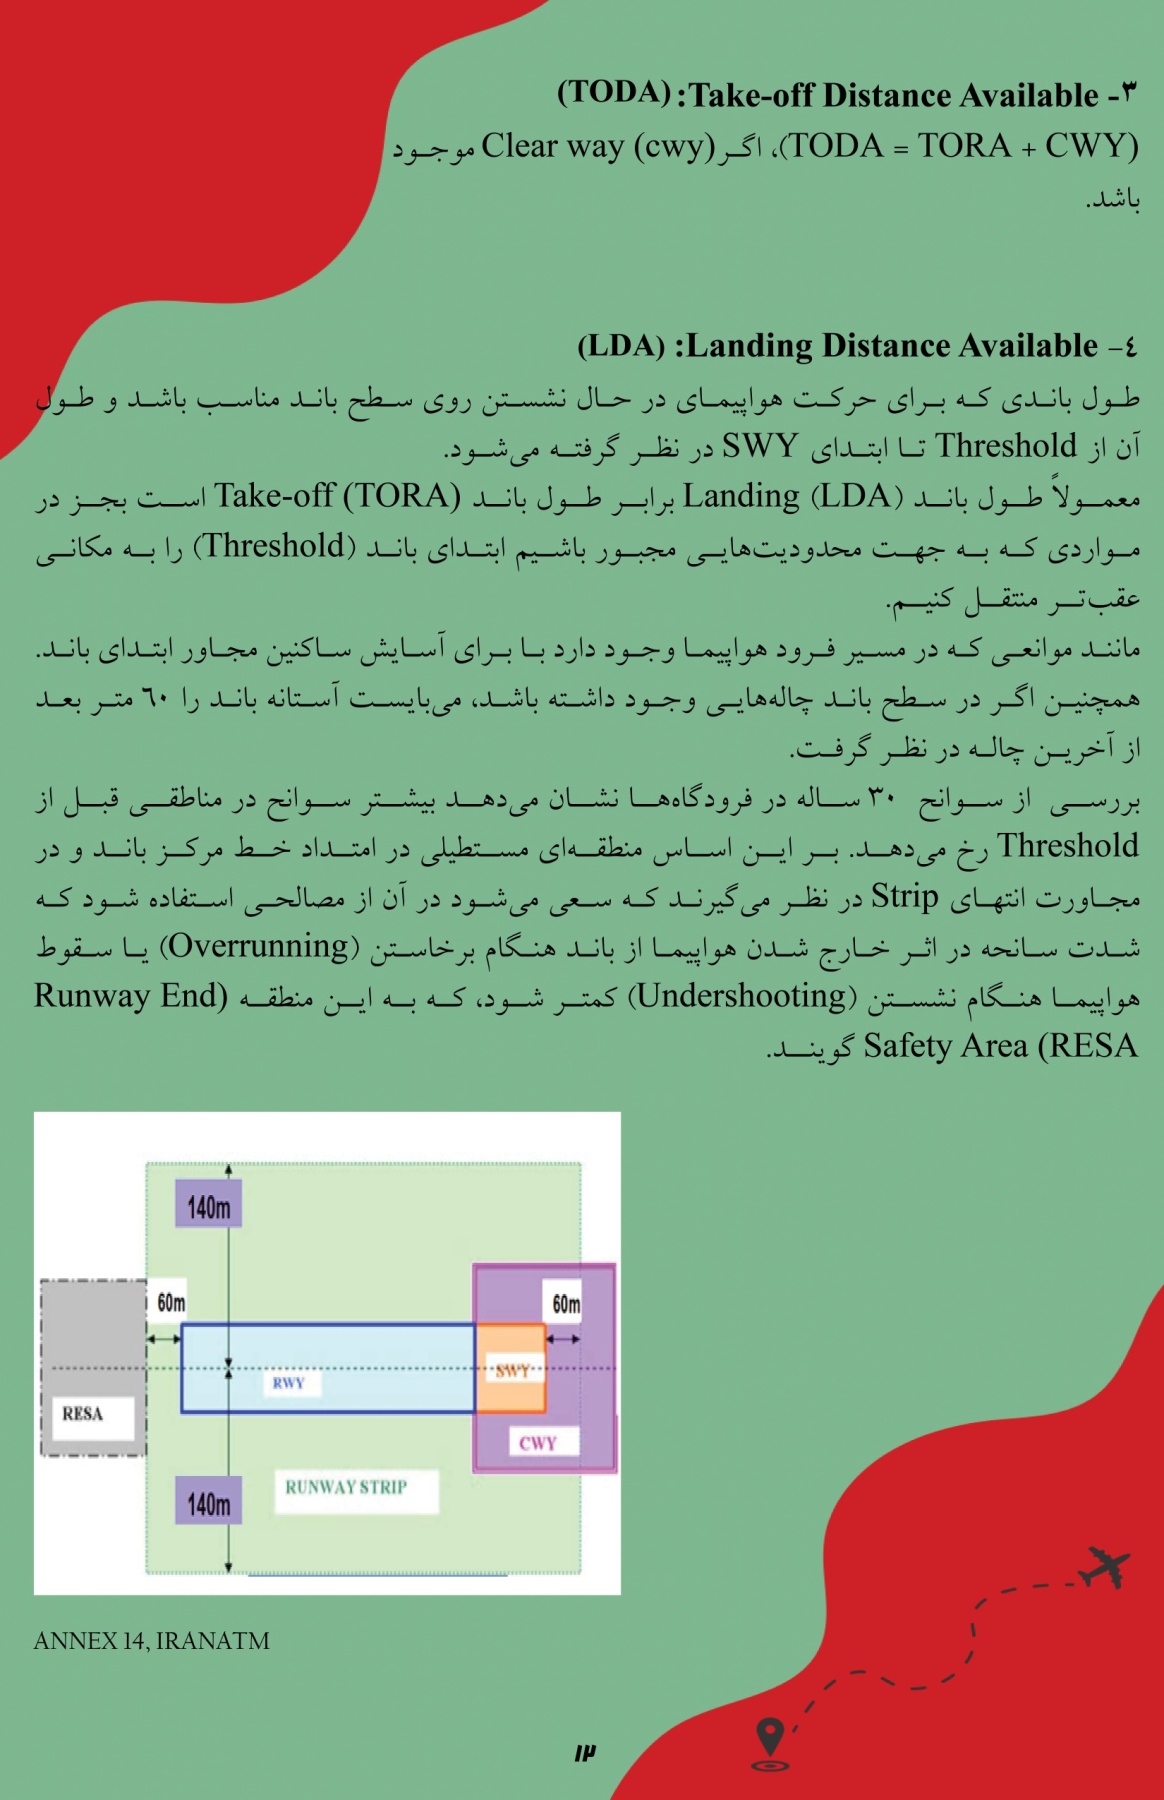 ۳- Take-off Distance Available: (TODA)
(TODA = TORA + CWY)، اگر Clear way (cwy) موجود
باشد.
٤- Landing Distance Available: (LDA)
طول باندی که برای حرکت هواپیمای در حال نشستن روی سطح باند مناسب باشد و طول
آن از Threshold تا ابتدای SWY در نظر گرفته می‌شود.
معمولاً طول باند Landing (LDA) برابر طول باند Take-off (TORA) است بجز در
مواردی که به جهت محدودیت‌هایی مجبور باشیم ابتدای باند (Threshold) را به مکانی
عقب‌تر منتقل کنیم.
مانند موانعی که در مسیر فرود هواپیما وجود دارد با برای آسایش ساکنین مجاور ابتدای باند.
همچنین اگر در سطح باند چاله‌هایی وجود داشته باشد، می‌بایست آستانه باند را ٦۰ متر بعد
از آخرین چاله در نظر گرفت.
بررسی از سوانح ۳۰ ساله در فرودگاه‌ها نشان می‌دهد بیشتر سوانح در مناطقی قبل از
Threshold رخ می‌دهد. بر این اساس منطقه‌ای مستطیلی در امتداد خط مرکز باند و در
مجاورت انتهای Strip در نظر می‌گیرند که سعی می‌شود در آن از مصالحی استفاده شود که
شدت سانحه در اثر خارج شدن هواپیما از باند هنگام برخاستن (Overrunning) یا سقوط
هواپیما هنگام نشستن (Undershooting) کمتر شود، که به این منطقه (Runway End
Safety Area (RESA گویند.
140m
60m
60m
SWY
RWY
RESA
CWY
RUNWAY STRIP
140m
ANNEX 14, IRANATM
۱۲